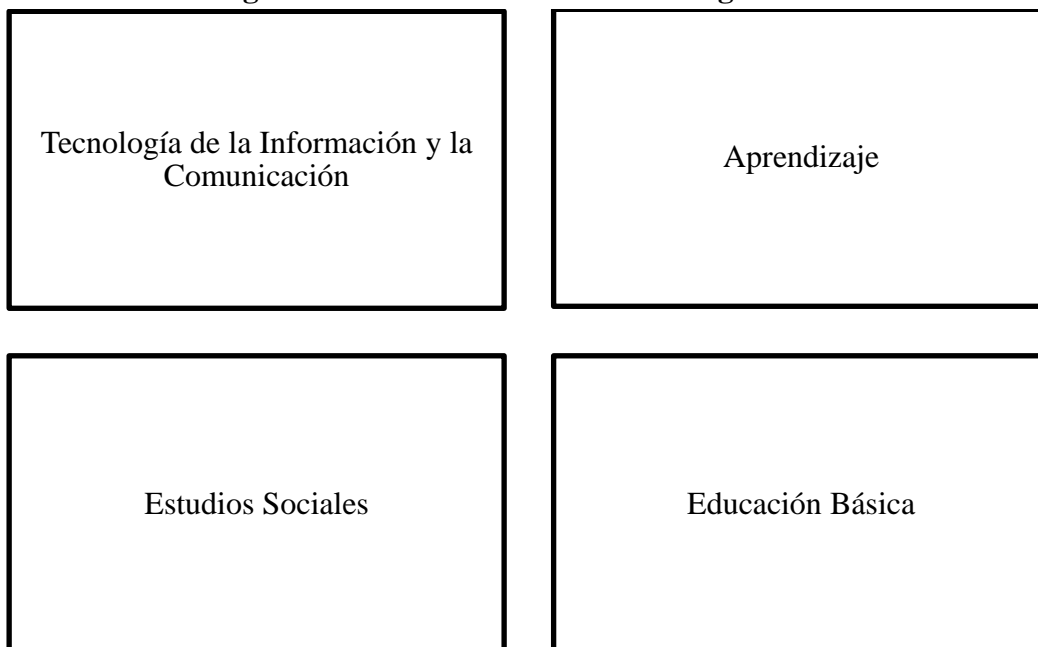 Tecnología de la Información y la
Comunicación
Aprendizaje
Estudios Sociales
Educación Básica